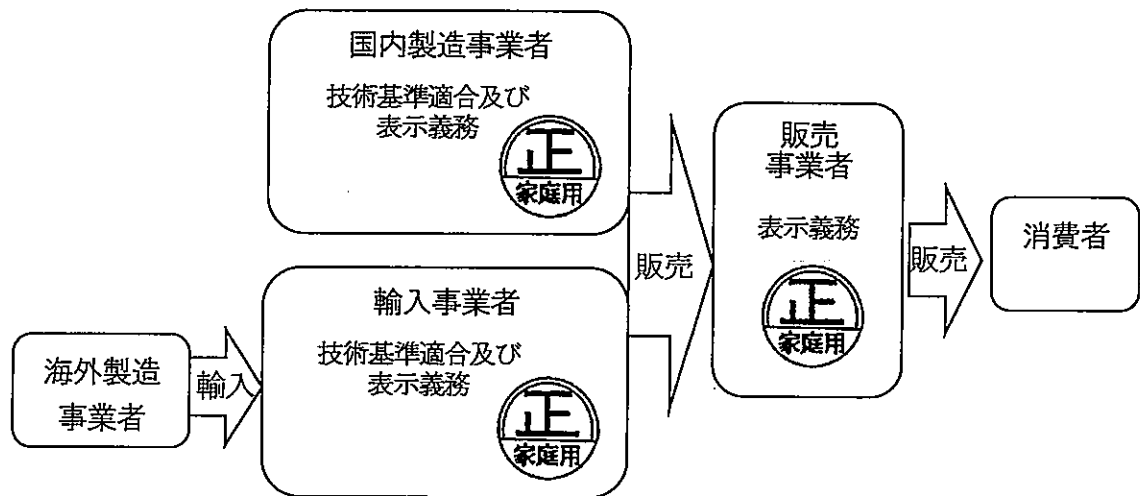 国内製造事業者
技術基準適合及び
表示義務
正
家庭用
海外製造
事業者
輸入
輸入事業者
技術基準適合及び
表示義務
正
家庭用
販売
販売
事業者
表示義務
正
家庭用
販売
消費者